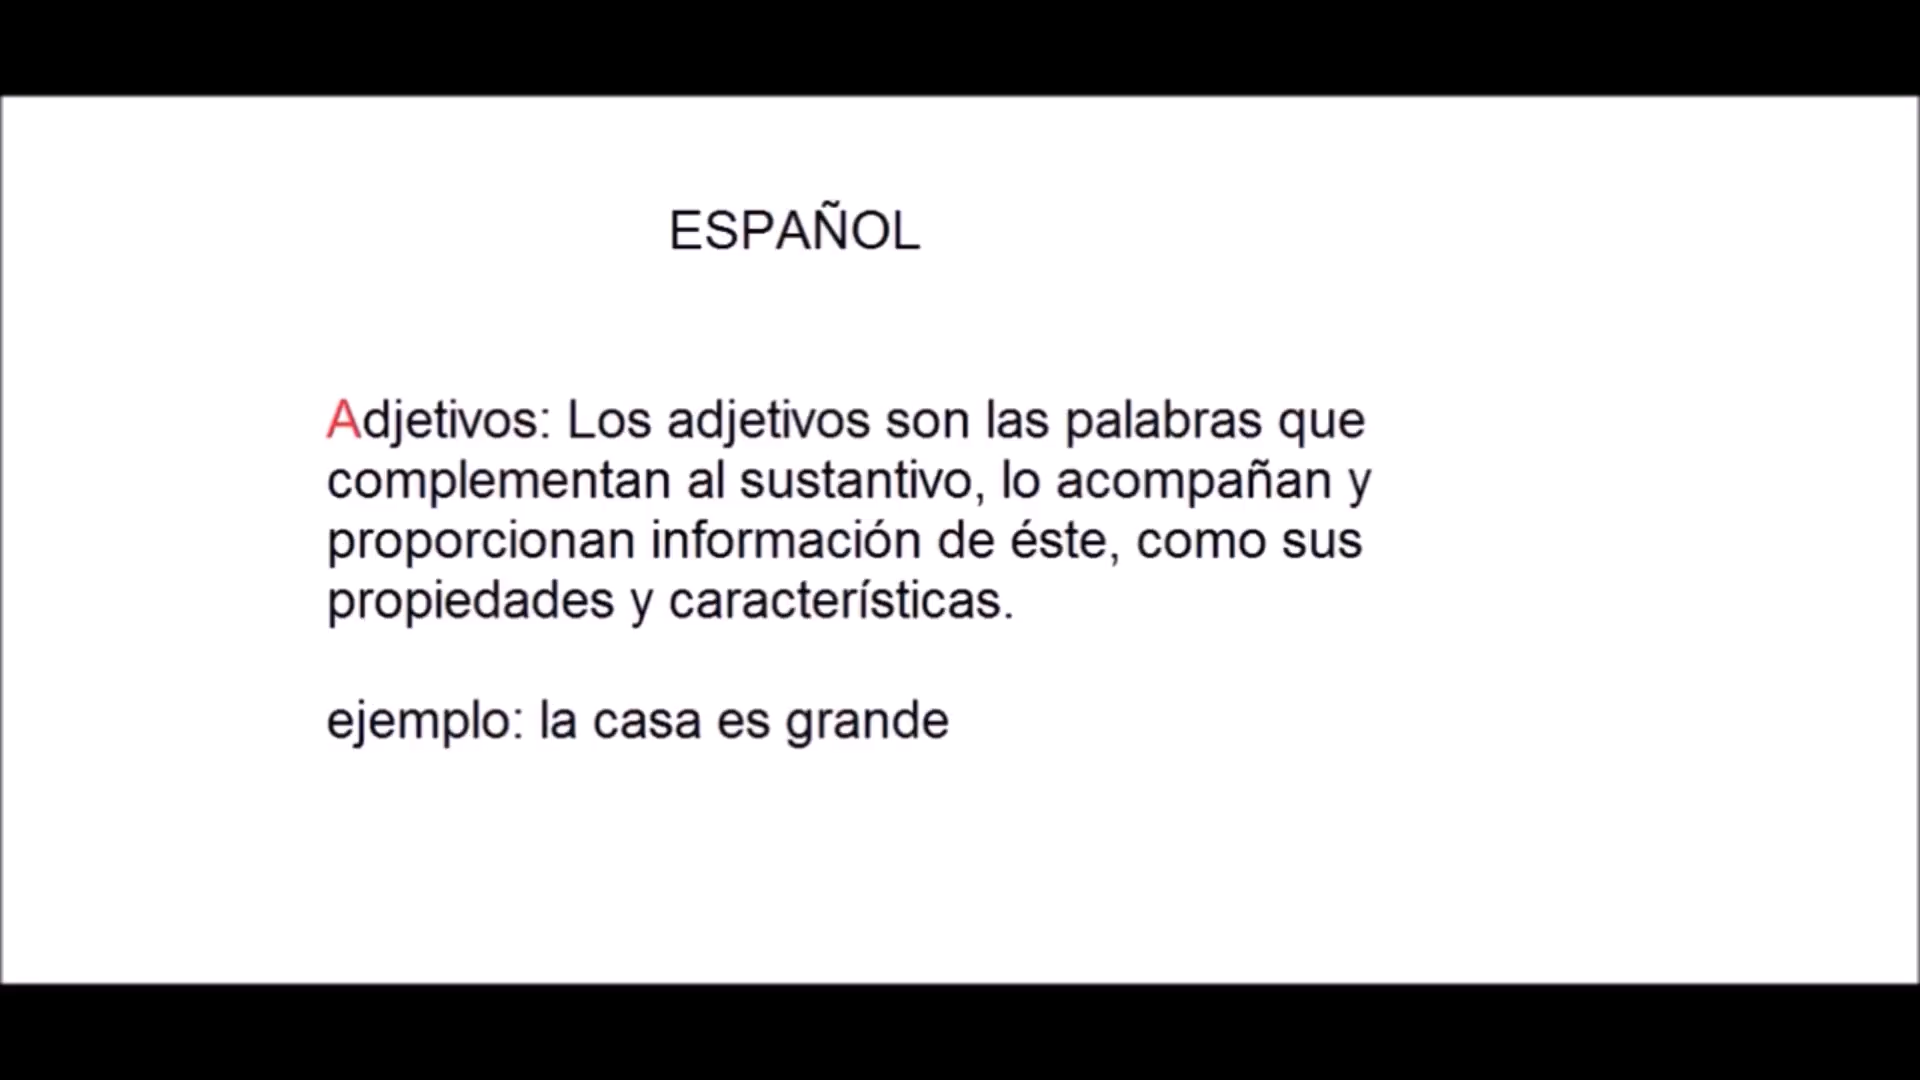 ESPAÑOL
Adjetivos: Los adjetivos son las palabras que
complementan al sustantivo, lo acompañan y
proporcionan información de éste, como sus
propiedades y características.
ejemplo: la casa es grande